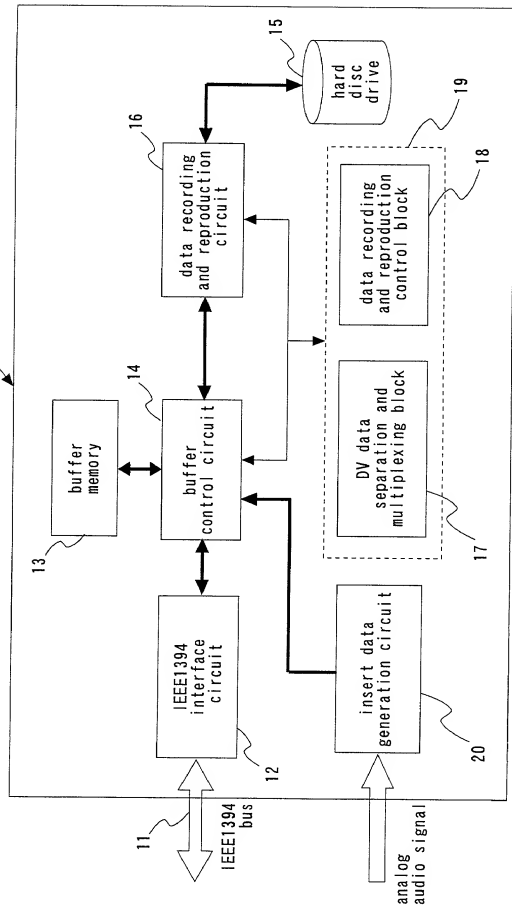 11
IEEE1394
bus
IEEE1394
interface
circuit
12
13
buffer
memory
14
buffer
control circuit
16
data recording
and reproduction
circuit
15
hard
disc
drive
analog
audio signal
insert data
generation circuit
20
DV data
separation and
multiplexing block
17
data recording
and reproduction
control block
18
19